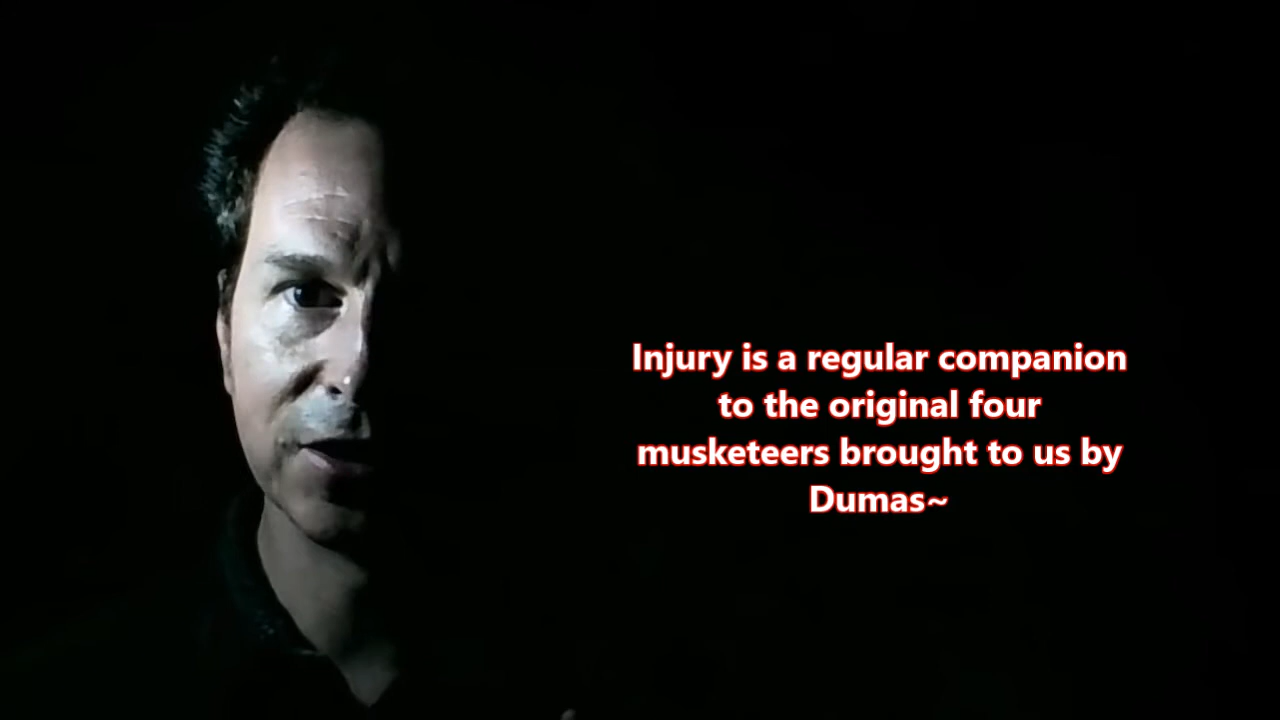 Injury is a regular companion
to the original four
musketeers brought to us by
Dumas~